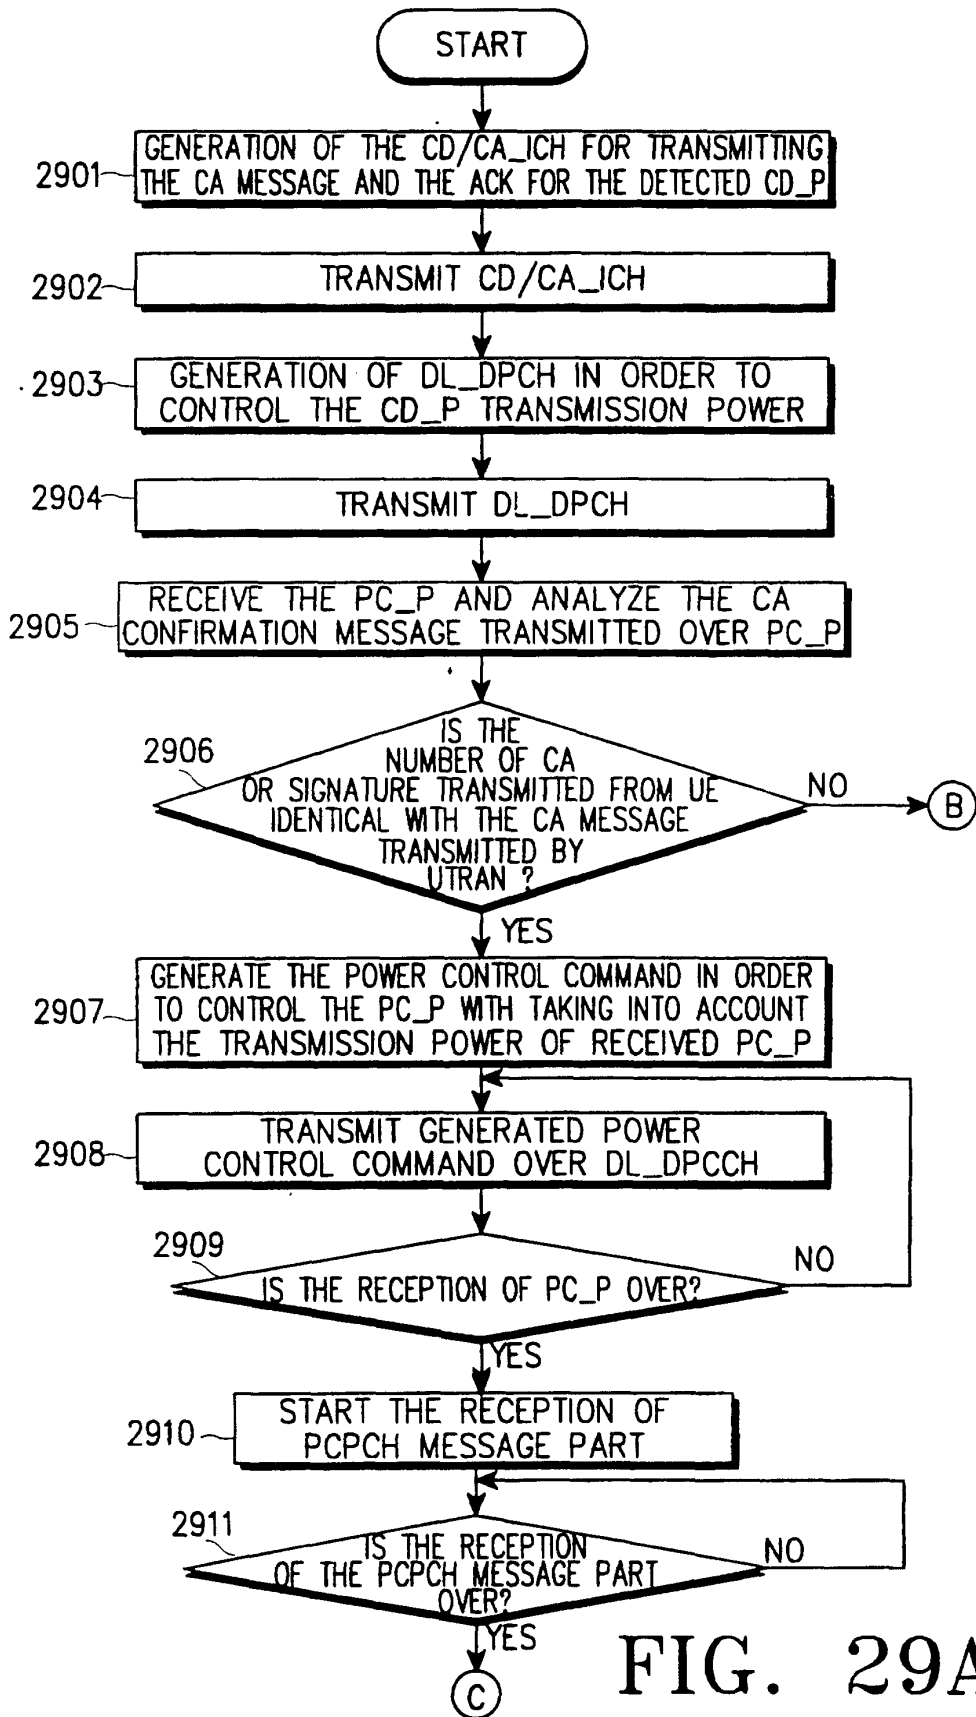 START
2901
GENERATION OF THE CD/CA_ICH FOR TRANSMITTING
THE CA MESSAGE AND THE ACK FOR THE DETECTED CD_P
2902
TRANSMIT CD/CA_ICH
2903
GENERATION OF DL_DPCH IN ORDER TO
CONTROL THE CD_P TRANSMISSION POWER
2904
TRANSMIT DL_DPCH
2905
RECEIVE THE PC_P AND ANALYZE THE CA
CONFIRMATION MESSAGE TRANSMITTED OVER PC_P
2906
IS THE
NUMBER OF CA
OR SIGNATURE TRANSMITTED FROM UE
IDENTICAL WITH THE CA MESSAGE
TRANSMITTED BY
UTRAN ?
NO
B
YES
2907
GENERATE THE POWER CONTROL COMMAND IN ORDER
TO CONTROL THE PC_P WITH TAKING INTO ACCOUNT
THE TRANSMISSION POWER OF RECEIVED PC_P
2908
TRANSMIT GENERATED POWER
CONTROL COMMAND OVER DL_DPCCH
2909
IS THE RECEPTION OF PC_P OVER?
NO
YES
2910
START THE RECEPTION OF
PCPCH MESSAGE PART
2911
IS THE RECEPTION
OF THE PCPCH MESSAGE PART
OVER?
NO
YES
C
FIG. 29A